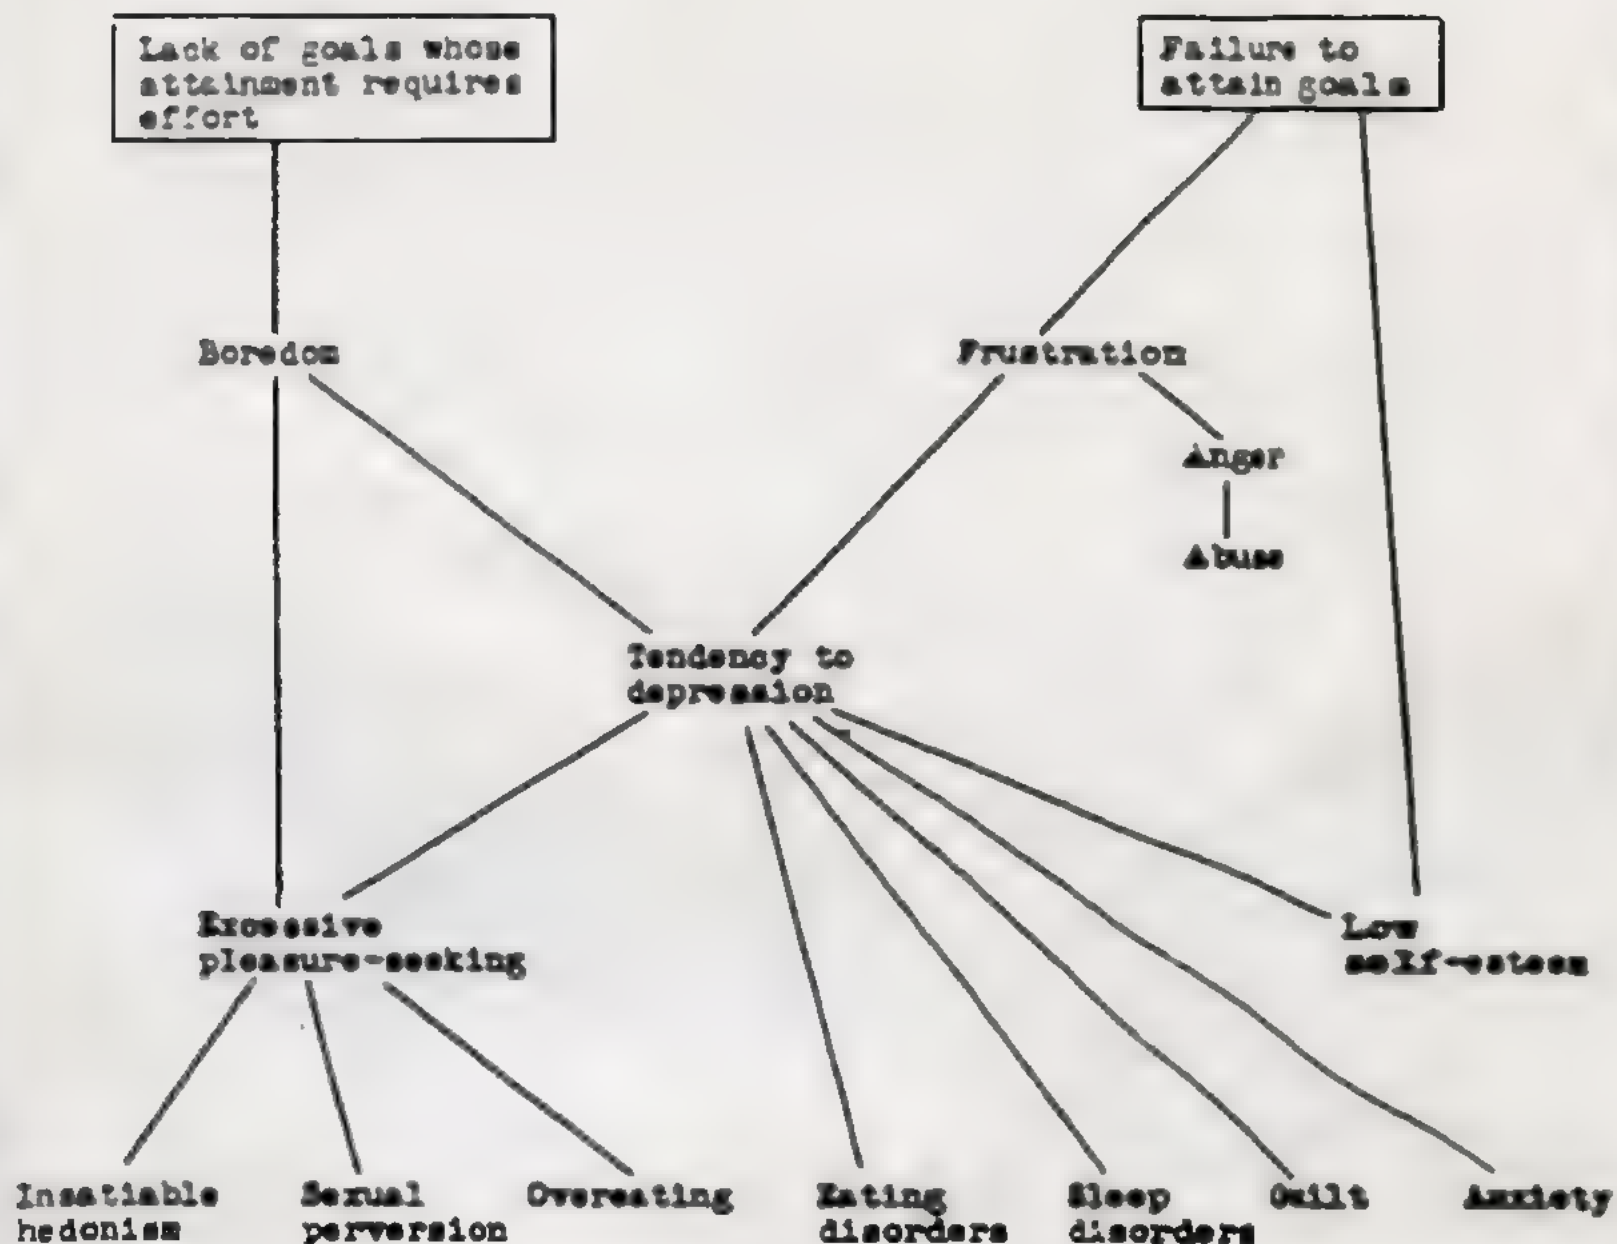 Lack of goals whose
attainment requires
effort
Failure to
attain goals
Boredom
Frustration
Anger
Abuse
Tendency to
depression
Excessive
pleasure-seeking
Low
self-esteem
Insatiable
hedonism
Sexual
perversion
Overeating
Eating
disorders
Sleep
disorders
Guilt
Anxiety